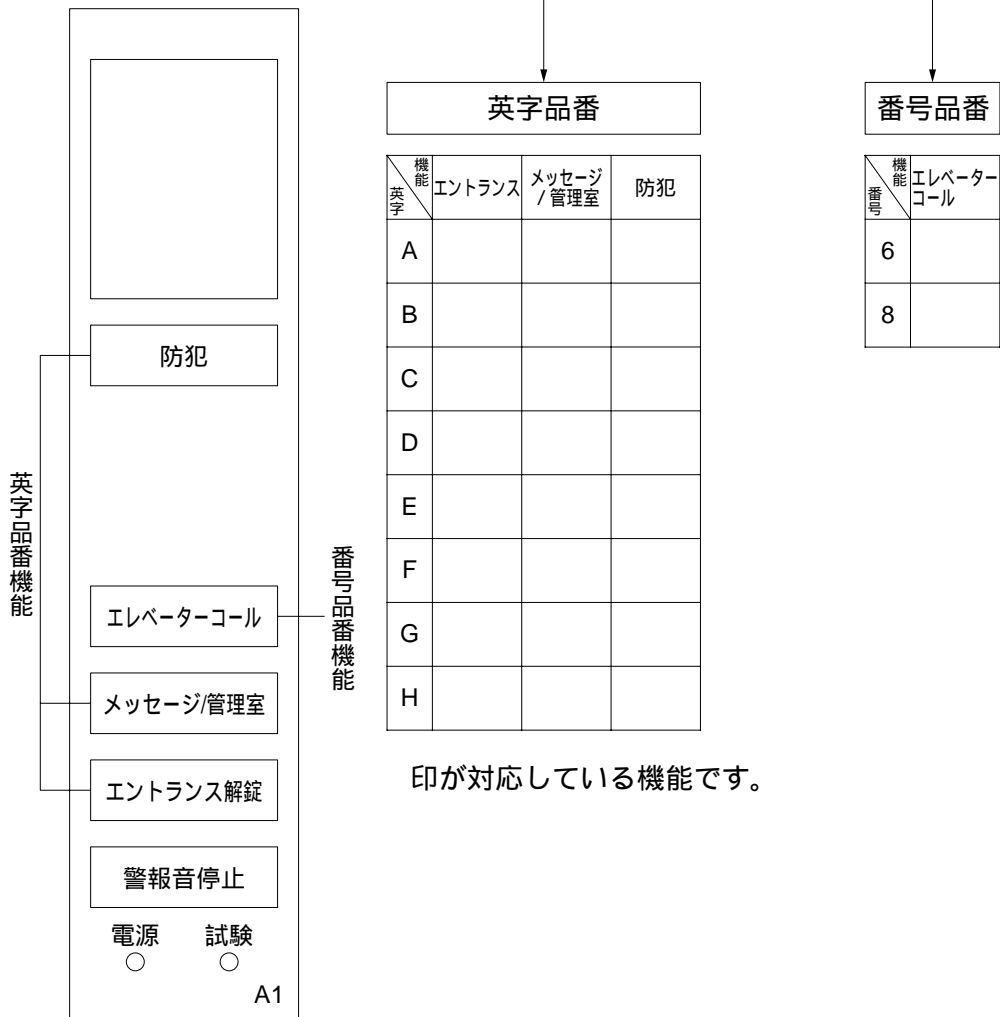 防犯
エレベーターコール
メッセージ/管理室
エントランス解錠
警報音停止
電源 試験
A1
英字品番機能
番号品番機能
英字品番
機能
英字
エントランス
メッセージ
/管理室
防犯
A
B
C
D
E
F
G
H
印が対応している機能です。
番号品番
機能
番号
エレベーター
コール
6
8